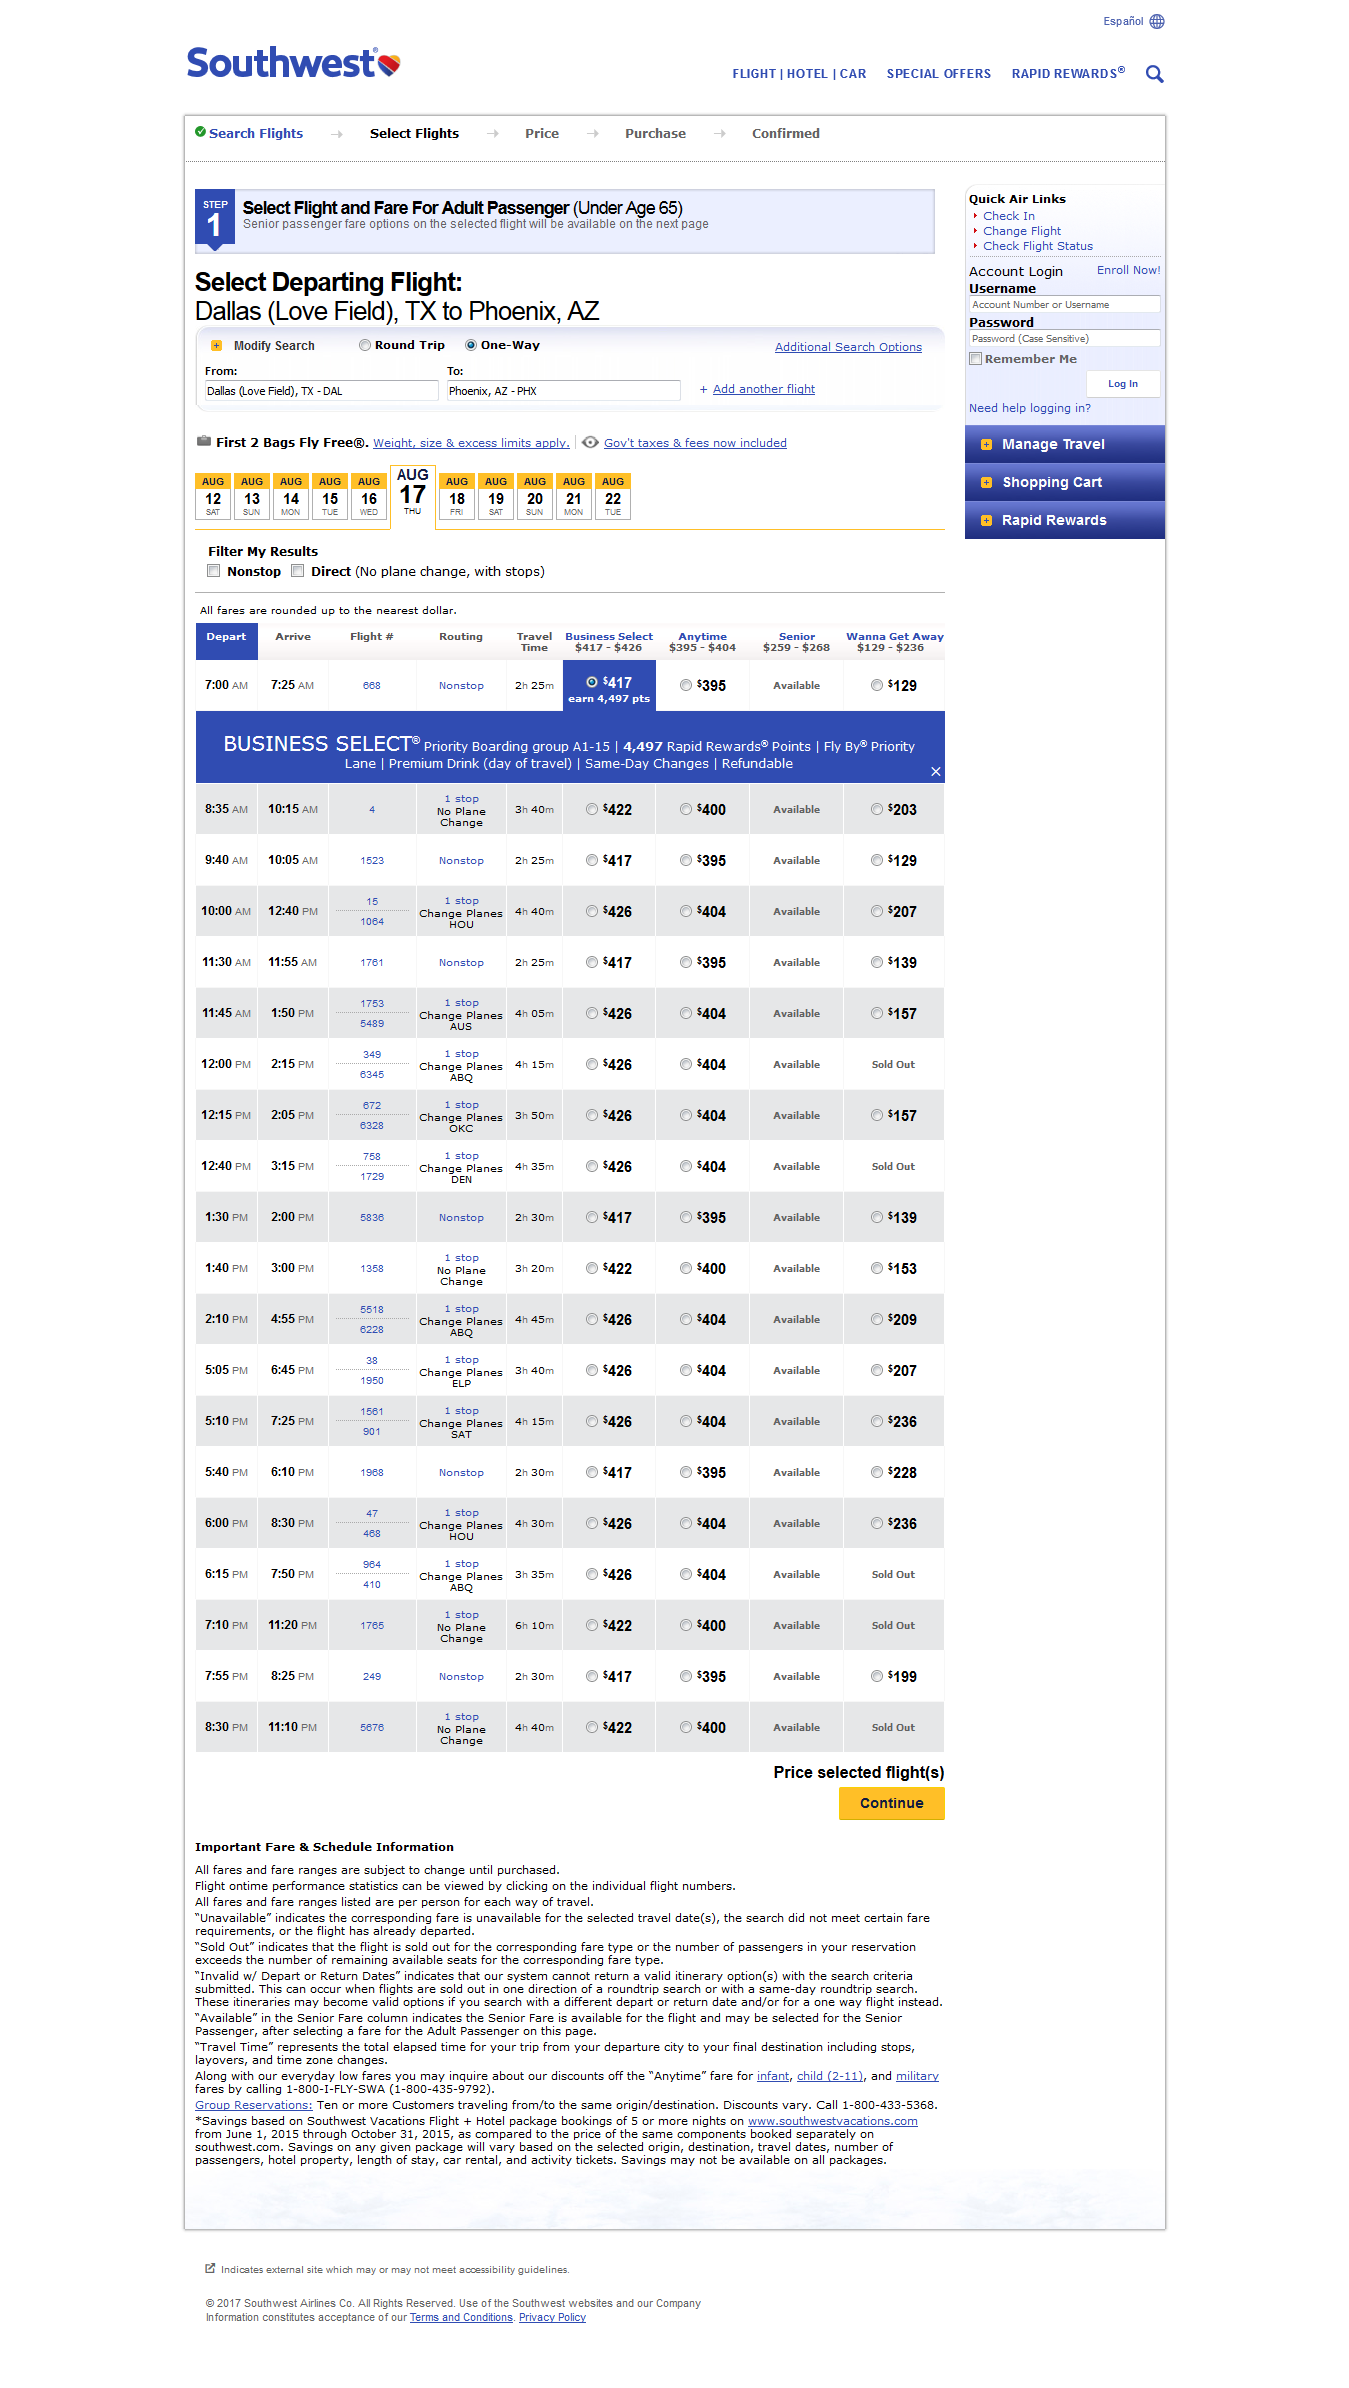 Español
Southwest®
FLIGHT | HOTEL | CAR SPECIAL OFFERS RAPID REWARDS®
Search Flights Select Flights Price Purchase Confirmed
STEP 1
Select Flight and Fare For Adult Passenger (Under Age 65)
Senior passenger fare options on the selected flight will be available on the next page
Select Departing Flight:
Dallas (Love Field), TX to Phoenix, AZ
Modify Search Round Trip One-Way Additional Search Options
From: To:
Dallas (Love Field), TX - DAL Phoenix, AZ - PHX + Add another flight
First 2 Bags Fly Free®. Weight, size & excess limits apply. Gov't taxes & fees now included
AUG 12 SAT
AUG 13 SUN
AUG 14 MON
AUG 15 TUE
AUG 16 WED
AUG 17 THU
AUG 18 FRI
AUG 19 SAT
AUG 20 SUN
AUG 21 MON
AUG 22 TUE
Filter My Results
Nonstop Direct (No plane change, with stops)
All fares are rounded up to the nearest dollar.
Depart Arrive Flight # Routing Travel Time Business Select $417 - $426 Anytime $395 - $404 Senior $259 - $268 Wanna Get Away $129 - $236
7:00 AM 7:25 AM 668 Nonstop 2h 25m $417 earn 4,497 pts $395 Available $129
BUSINESS SELECT® Priority Boarding group A1-15 | 4,497 Rapid Rewards® Points | Fly By® Priority
Lane | Premium Drink (day of travel) | Same-Day Changes | Refundable
8:35 AM 10:15 AM 4 1 stop No Plane Change 3h 40m $422 $400 Available $203
9:40 AM 10:05 AM 1523 Nonstop 2h 25m $417 $395 Available $129
10:00 AM 12:40 PM 15 1064 1 stop Change Planes HOU 4h 40m $426 $404 Available $207
11:30 AM 11:55 AM 1761 Nonstop 2h 25m $417 $395 Available $139
11:45 AM 1:50 PM 1753 5489 1 stop Change Planes AUS 4h 05m $426 $404 Available $157
12:00 PM 2:15 PM 349 6345 1 stop Change Planes ABQ 4h 15m $426 $404 Available Sold Out
12:15 PM 2:05 PM 672 6328 1 stop Change Planes OKC 3h 50m $426 $404 Available $157
12:40 PM 3:15 PM 758 1729 1 stop Change Planes DEN 4h 35m $426 $404 Available Sold Out
1:30 PM 2:00 PM 5836 Nonstop 2h 30m $417 $395 Available $139
1:40 PM 3:00 PM 1358 1 stop No Plane Change 3h 20m $422 $400 Available $153
2:10 PM 4:55 PM 5518 6228 1 stop Change Planes ABQ 4h 45m $426 $404 Available $209
5:05 PM 6:45 PM 38 1950 1 stop Change Planes ELP 3h 40m $426 $404 Available $207
5:10 PM 7:25 PM 1561 901 1 stop Change Planes SAT 4h 15m $426 $404 Available $236
5:40 PM 6:10 PM 1968 Nonstop 2h 30m $417 $395 Available $228
6:00 PM 8:30 PM 47 468 1 stop Change Planes HOU 4h 30m $426 $404 Available $236
6:15 PM 7:50 PM 964 410 1 stop Change Planes ABQ 3h 35m $426 $404 Available Sold Out
7:10 PM 11:20 PM 1765 1 stop No Plane Change 6h 10m $422 $400 Available Sold Out
7:55 PM 8:25 PM 249 Nonstop 2h 30m $417 $395 Available $199
8:30 PM 11:10 PM 5676 1 stop No Plane Change 4h 40m $422 $400 Available Sold Out
Price selected flight(s)
Continue
Important Fare & Schedule Information
All fares and fare ranges are subject to change until purchased.
Flight ontime performance statistics can be viewed by clicking on the individual flight numbers.
All fares and fare ranges listed are per person for each way of travel.
“Unavailable” indicates the corresponding fare is unavailable for the selected travel date(s), the search did not meet certain fare
requirements, or the flight has already departed.
“Sold Out” indicates that the flight is sold out for the corresponding fare type or the number of passengers in your reservation
exceeds the number of remaining available seats for the corresponding fare type.
“Invalid w/ Depart or Return Dates” indicates that our system cannot return a valid itinerary option(s) with the search criteria
submitted. This can occur when flights are sold out in one direction of a roundtrip search or with a same-day roundtrip search.
These itineraries may become valid options if you search with a different depart or return date and/or for a one way flight instead.
“Available” in the Senior Fare column indicates the Senior Fare is available for the flight and may be selected for the Senior
Passenger, after selecting a fare for the Adult Passenger on this page.
“Travel Time” represents the total elapsed time for your trip from your departure city to your final destination including stops,
layovers, and time zone changes.
Along with our everyday low fares you may inquire about our discounts off the “Anytime” fare for infant, child (2-11), and military
fares by calling 1-800-I-FLY-SWA (1-800-435-9792).
Group Reservations: Ten or more Customers traveling from/to the same origin/destination. Discounts vary. Call 1-800-433-5368.
*Savings based on Southwest Vacations Flight + Hotel package bookings of 5 or more nights on www.southwestvacations.com
from June 1, 2015 through October 31, 2015, as compared to the price of the same components booked separately on
southwest.com. Savings on any given package will vary based on the selected origin, destination, travel dates, number of
passengers, hotel property, length of stay, car rental, and activity tickets. Savings may not be available on all packages.
Quick Air Links
Check In
Change Flight
Check Flight Status
Account Login Enroll Now!
Username
Account Number or Username
Password
Password (Case Sensitive)
Remember Me
Log In
Need help logging in?
Manage Travel
Shopping Cart
Rapid Rewards
Indicates external site which may or may not meet accessibility guidelines.
© 2017 Southwest Airlines Co. All Rights Reserved. Use of the Southwest websites and our Company
Information constitutes acceptance of our Terms and Conditions. Privacy Policy